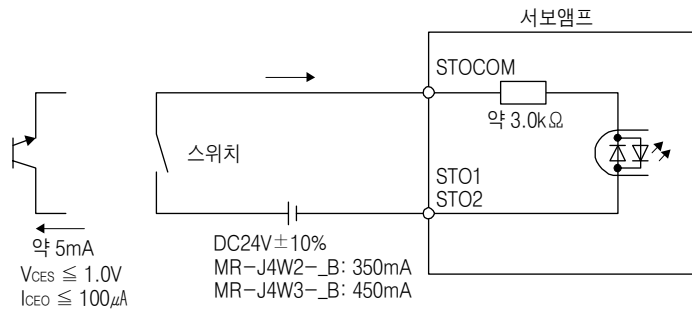 서보앰프
STOCOM
약 3.0kΩ
스위치
STO1
STO2
약 5mA
VCES ≦ 1.0V
ICEO ≦ 100μA
DC24V±10%
MR-J4W2-_B: 350mA
MR-J4W3-_B: 450mA